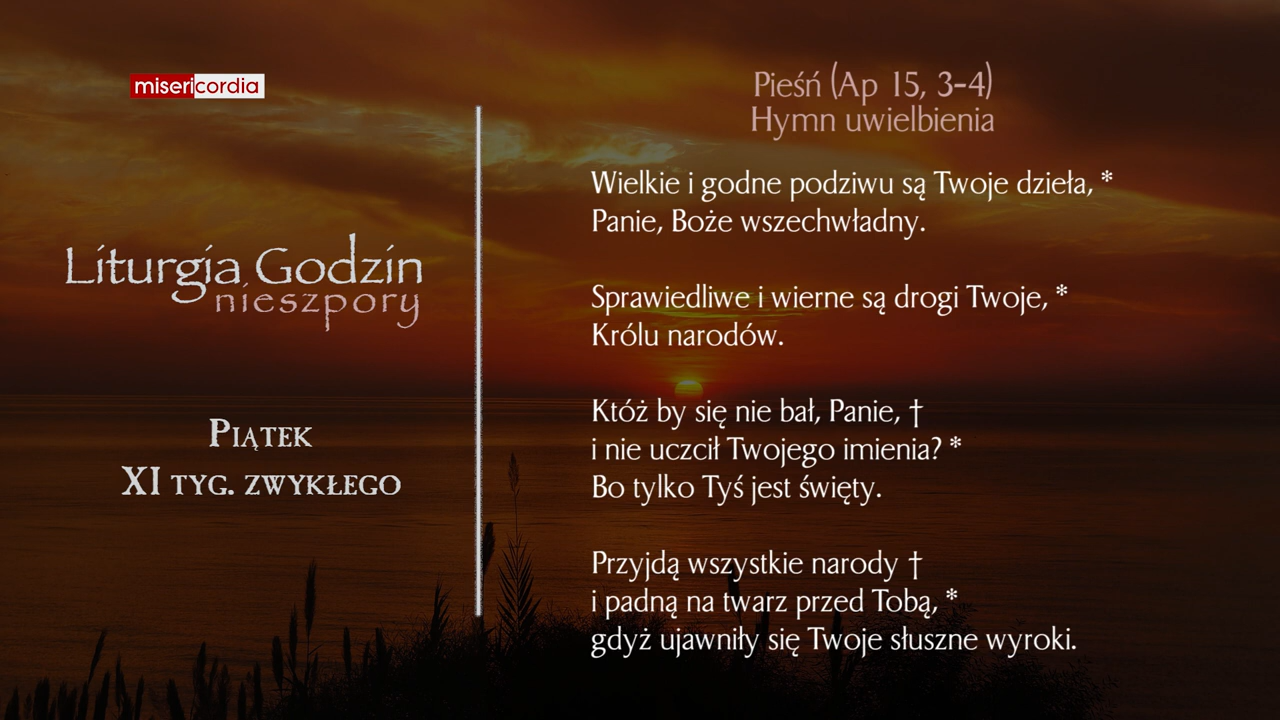 misericordia
Liturgia Godzin
nieszpory
Piątek
XI tyg. zwykłego
Pieśń (Ap 15, 3-4)
Hymn uwielbienia
Wielkie i godne podziwu są Twoje dzieła, *
Panie, Boże wszechwładny.
Sprawiedliwe i wierne są drogi Twoje, *
Królu narodów.
Któż by się nie bał, Panie, †
i nie uczcił Twojego imienia? *
Bo tylko Tyś jest święty.
Przyjdą wszystkie narody †
i padną na twarz przed Tobą, *
gdyż ujawniły się Twoje słuszne wyroki.